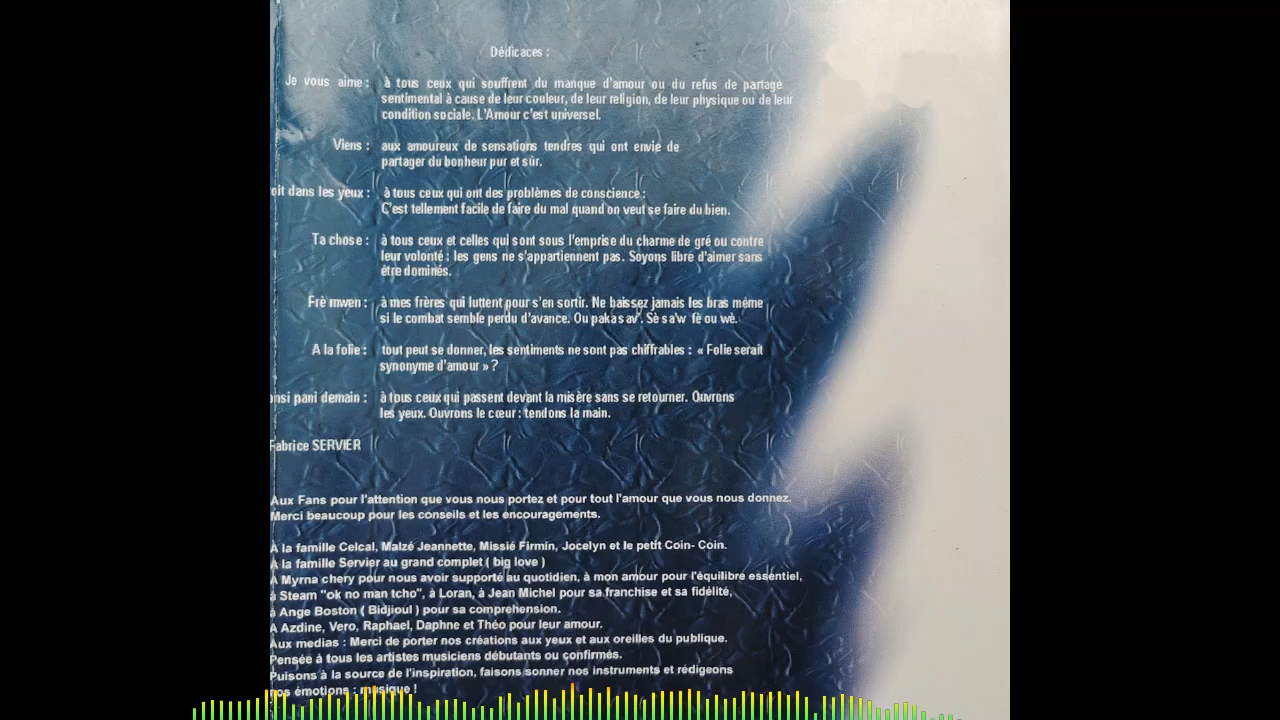 Dédicaces :
Je vous aime : à tous ceux qui souffrent du manque d'amour ou du refus de partage
sentimental à cause de leur couleur, de leur religion, de leur physique ou de leur
condition sociale. L'Amour c'est universel.
Viens : aux amoureux de sensations tendres qui ont envie de
partager du bonheur pur et sûr.
oit dans les yeux : à tous ceux qui ont des problèmes de conscience :
C'est tellement facile de faire du mal quand on veut se faire du bien.
Ta chose : à tous ceux et celles qui sont sous l'emprise du charme de gré ou contre
leur volonté : les gens ne s'appartiennent pas. Soyons libre d'aimer sans
être dominés.
Frè mwen : à mes frères qui luttent pour s'en sortir. Ne baissez jamais les bras même
si le combat semble perdu d'avance. Ou paka sav'. Sè sa'w fè ou wè.
A la folie : tout peut se donner, les sentiments ne sont pas chiffrables : « Folie serait
synonyme d'amour » ?
nsi pani demain : à tous ceux qui passent devant la misère sans se retourner. Ouvrons
les yeux. Ouvrons le cœur : tendons la main.
Fabrice SERVIER
Aux Fans pour l'attention que vous nous portez et pour tout l'amour que vous nous donnez.
Merci beaucoup pour les conseils et les encouragements.
À la famille Celcal, Maizé Jeannette, Missié Firmin, Jocelyn et le petit Coin- Coin.
À la famille Servier au grand complet ( big love )
À Myrna chery pour nous avoir supporté au quotidien, à mon amour pour l'équilibre essentiel,
à Steam "ok no man tcho", à Loran, à Jean Michel pour sa franchise et sa fidélité,
à Ange Boston ( Bidjioul ) pour sa comprehension.
À Azdine, Vero, Raphael, Daphne et Théo pour leur amour.
Aux medias : Merci de porter nos créations aux yeux et aux oreilles du publique.
Pensée à tous les artistes musiciens débutants ou confirmés.
Puisons à la source de l'inspiration, faisons sonner nos instruments et rédigeons
nos émotions : musique !